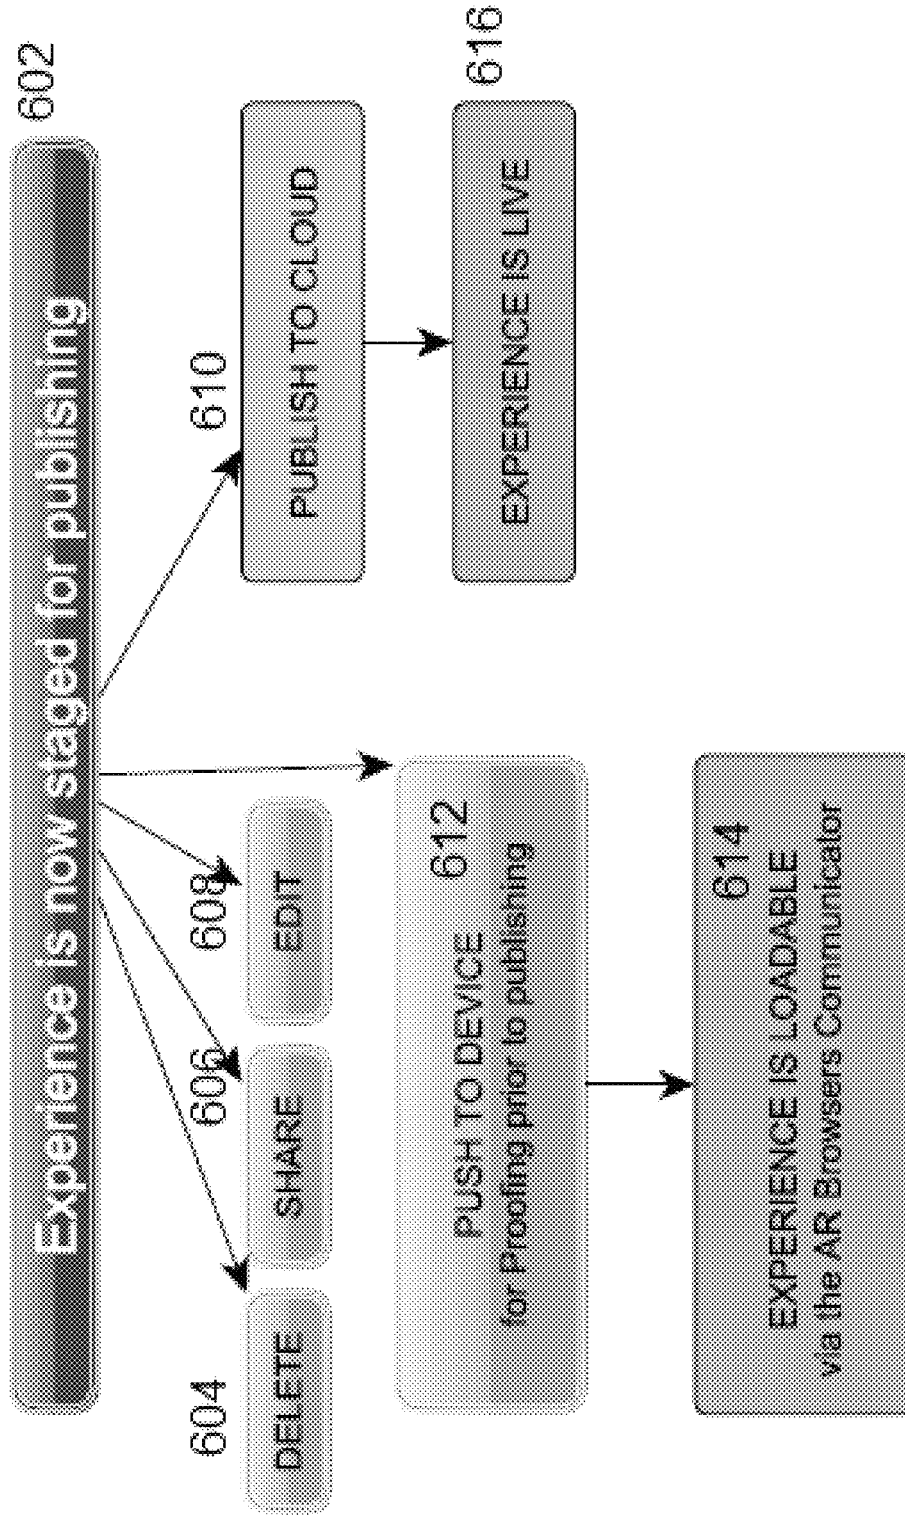 602
Experience is now staged for publishing
604
606
608
610
DELETE
SHARE
EDIT
PUBLISH TO CLOUD
612
PUSH TO DEVICE
for Proofing prior to publishing
616
EXPERIENCE IS LIVE
614
EXPERIENCE IS LOADABLE
via the AR Browsers Communicator